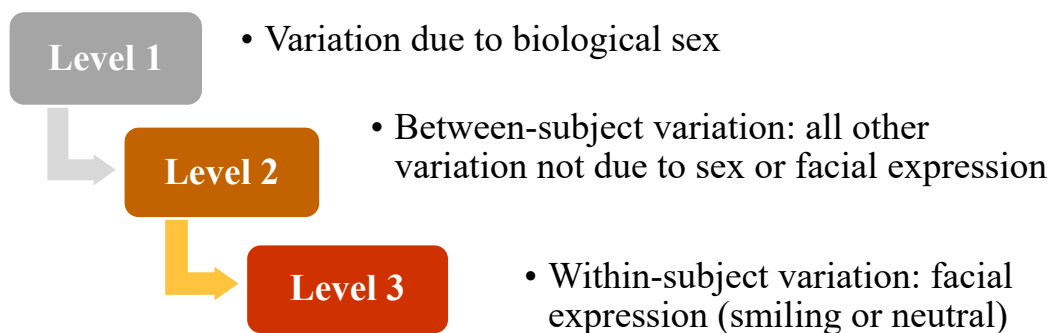 Level 1
• Variation due to biological sex
Level 2
• Between-subject variation: all other
variation not due to sex or facial expression
Level 3
• Within-subject variation: facial
expression (smiling or neutral)